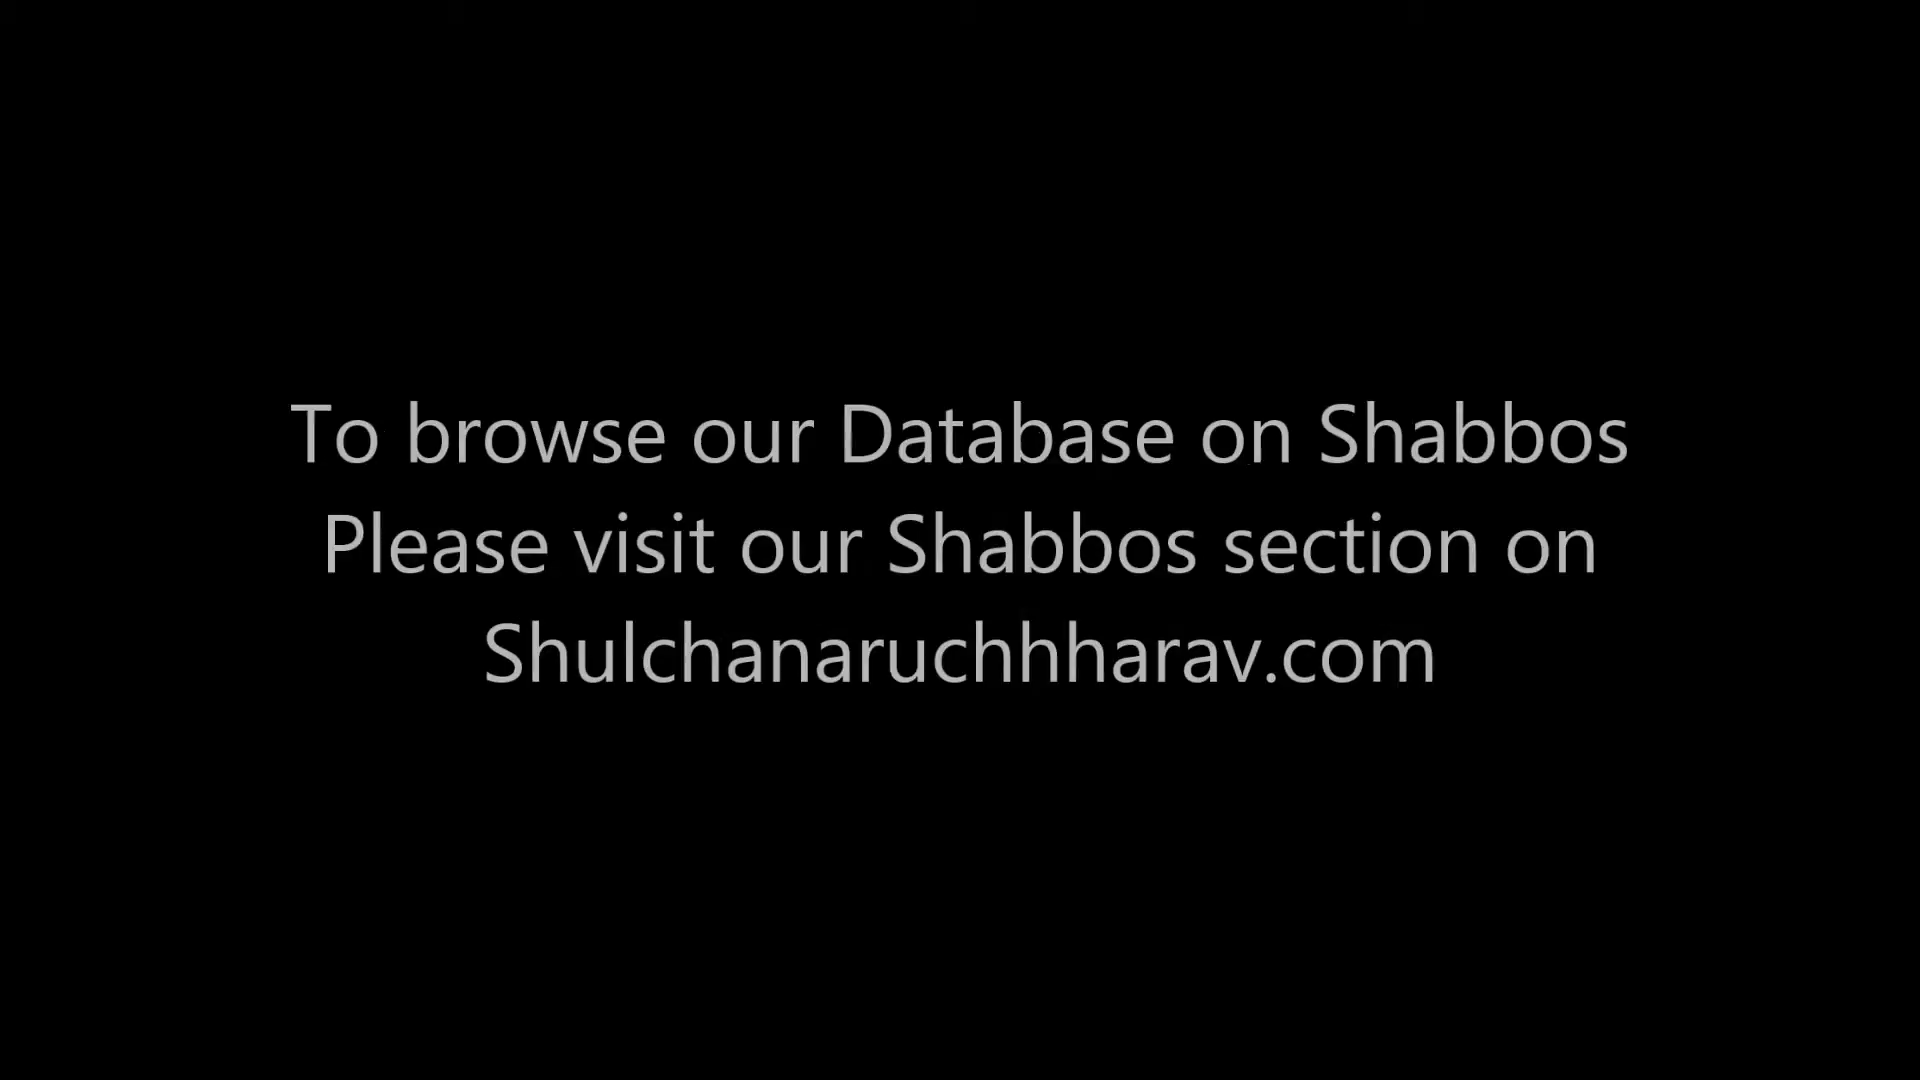 To browse our Database on Shabbos
Please visit our Shabbos section on
Shulchanaruchhharav.com